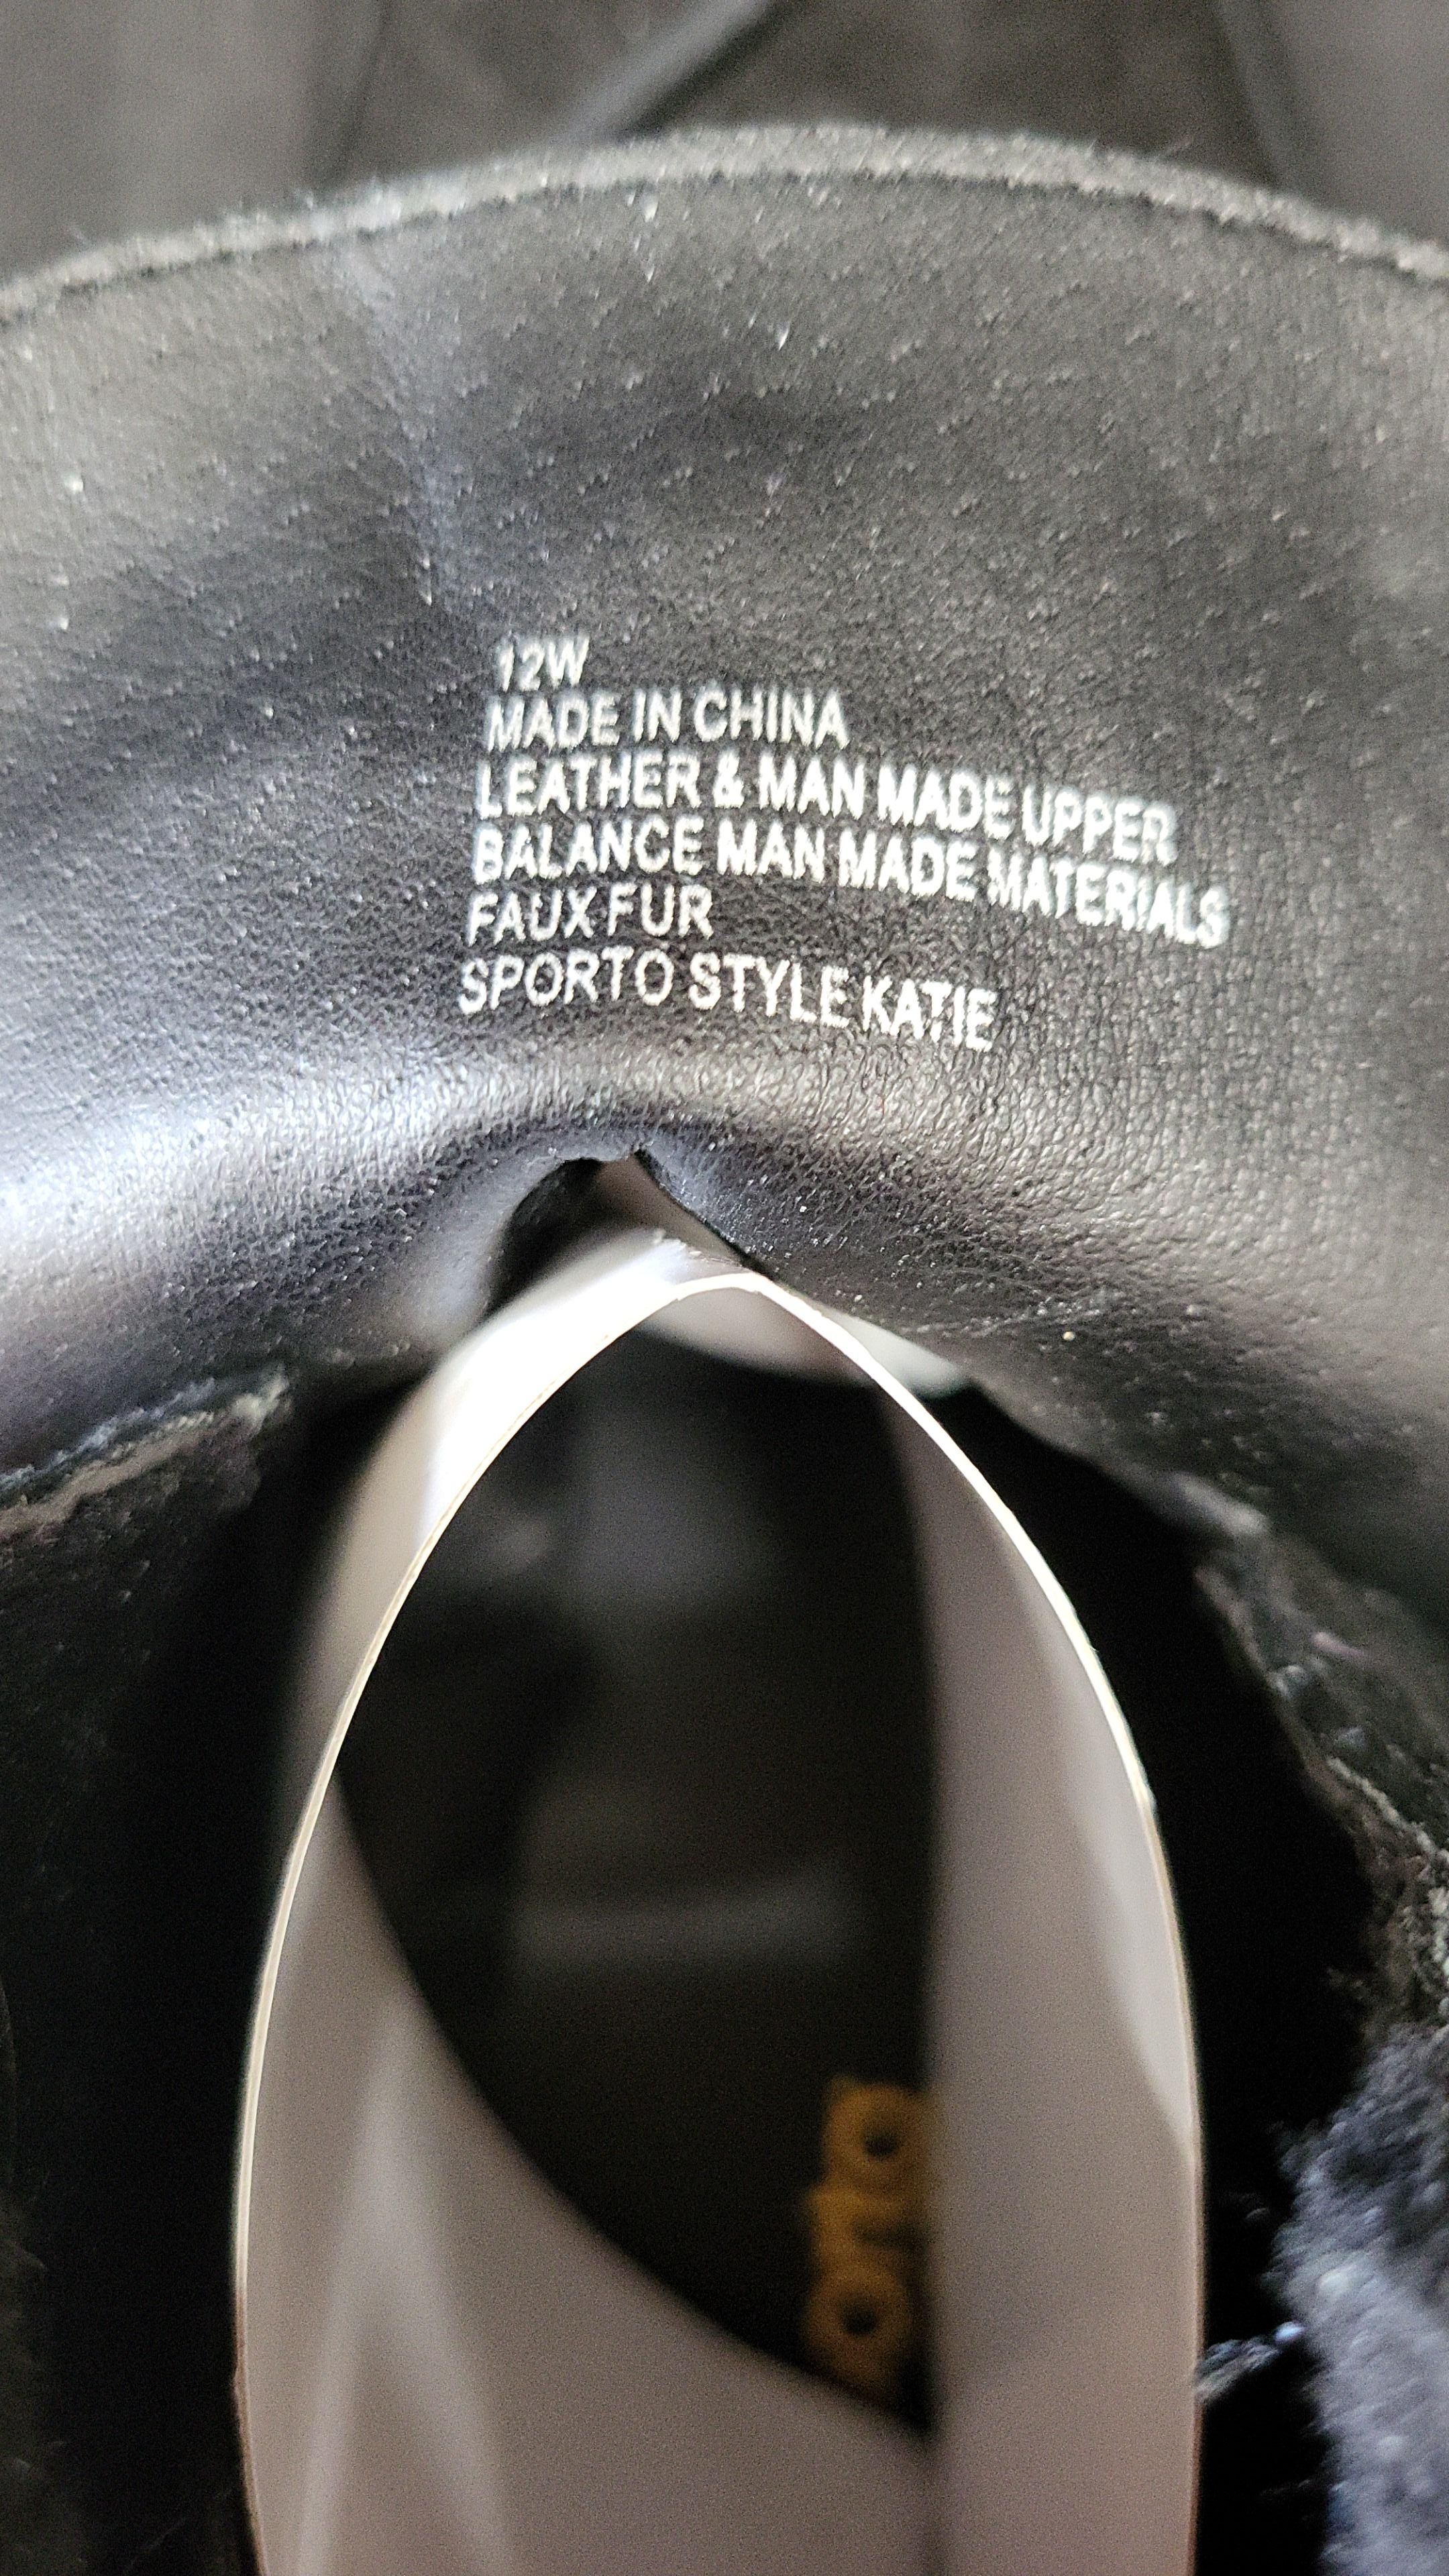 12W
MADE IN CHINA
LEATHER & MAN MADE UPPER
BALANCE MAN MADE MATERIALS
FAUX FUR
SPORTO STYLE KATIE